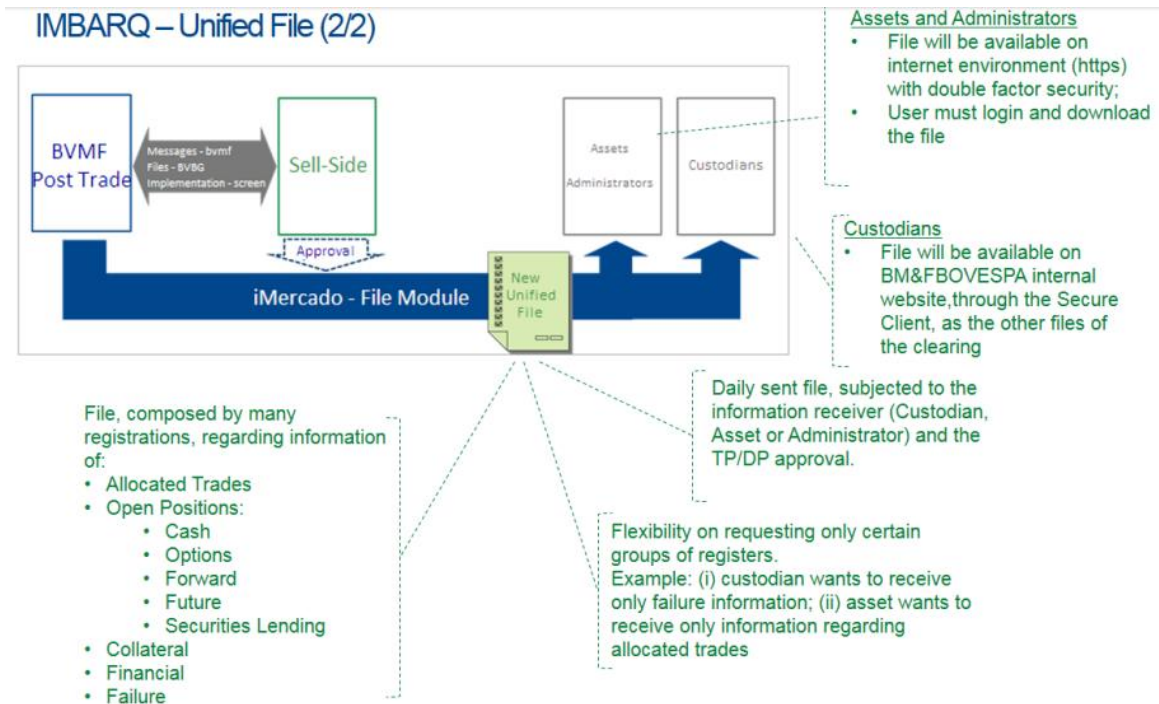 IMBARQ – Unified File (2/2)
BVMF
Post Trade
Messages - bvmf
Files - BVBG
Implementation - screen
Sell-Side
Approval
iMercado - File Module
New
Unified
File
Assets
Administrators
Custodians
Assets and Administrators
• File will be available on
internet environment (https)
with double factor security;
• User must login and download
the file
Custodians
• File will be available on
BM&FBOVESPA internal
website,through the Secure
Client, as the other files of
the clearing
Daily sent file, subjected to the
information receiver (Custodian,
Asset or Administrator) and the
TP/DP approval.
File, composed by many
registrations, regarding information
of:
• Allocated Trades
• Open Positions:
• Cash
• Options
• Forward
• Future
• Securities Lending
• Collateral
• Financial
• Failure
Flexibility on requesting only certain
groups of registers.
Example: (i) custodian wants to receive
only failure information; (ii) asset wants to
receive only information regarding
allocated trades